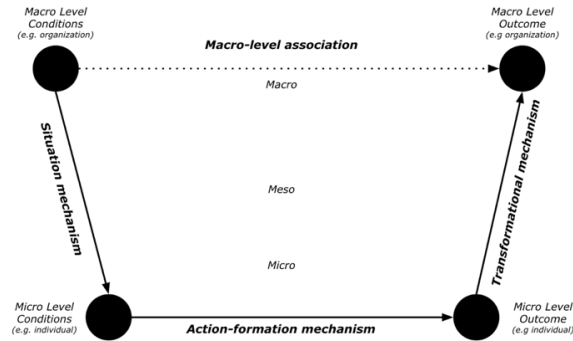 Macro Level
Conditions
(e.g. organization)
Macro Level
Outcome
(e.g. organization)
Macro-level association
Macro
Situation mechanism
Meso
Transformational mechanism
Micro
Micro Level
Conditions
(e.g. individual)
Action-formation mechanism
Micro Level
Outcome
(e.g. individual)